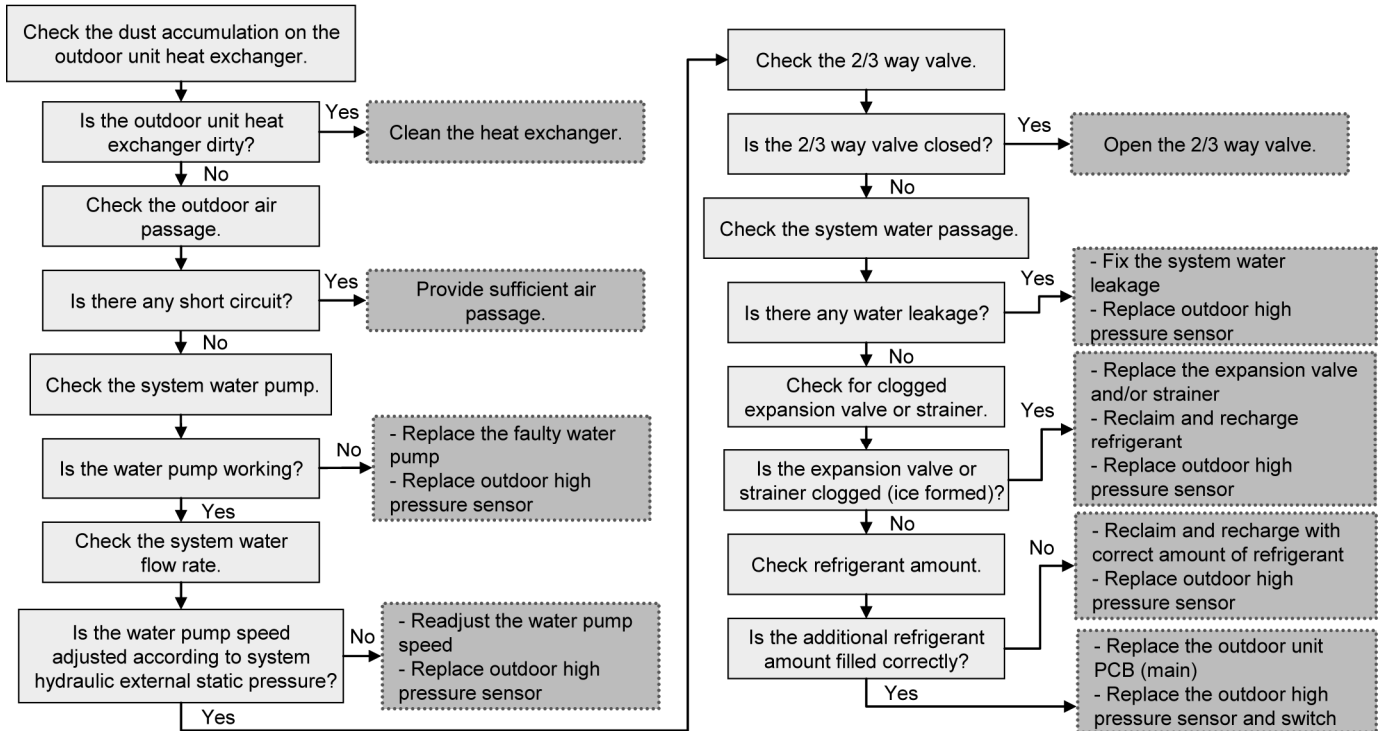 Check the dust accumulation on the
outdoor unit heat exchanger.
Is the outdoor unit heat
exchanger dirty?
Yes
Clean the heat exchanger.
No
Check the outdoor air
passage.
Is there any short circuit?
Yes
Provide sufficient air
passage.
No
Check the system water pump.
Is the water pump working?
No
- Replace the faulty water
pump
- Replace outdoor high
pressure sensor
Yes
Check the system water
flow rate.
Is the water pump speed
adjusted according to system
hydraulic external static pressure?
No
- Readjust the water pump
speed
- Replace outdoor high
pressure sensor
Yes
Check the 2/3 way valve.
Is the 2/3 way valve closed?
Yes
Open the 2/3 way valve.
No
Check the system water passage.
Is there any water leakage?
Yes
- Fix the system water
leakage
- Replace outdoor high
pressure sensor
No
Check for clogged
expansion valve or strainer.
Is the expansion valve or
strainer clogged (ice formed)?
Yes
- Replace the expansion valve
and/or strainer
- Reclaim and recharge
refrigerant
- Replace outdoor high
pressure sensor
No
Check refrigerant amount.
Is the additional refrigerant
amount filled correctly?
No
- Reclaim and recharge with
correct amount of refrigerant
- Replace outdoor high
pressure sensor
Yes
- Replace the outdoor unit
PCB (main)
- Replace the outdoor high
pressure sensor and switch